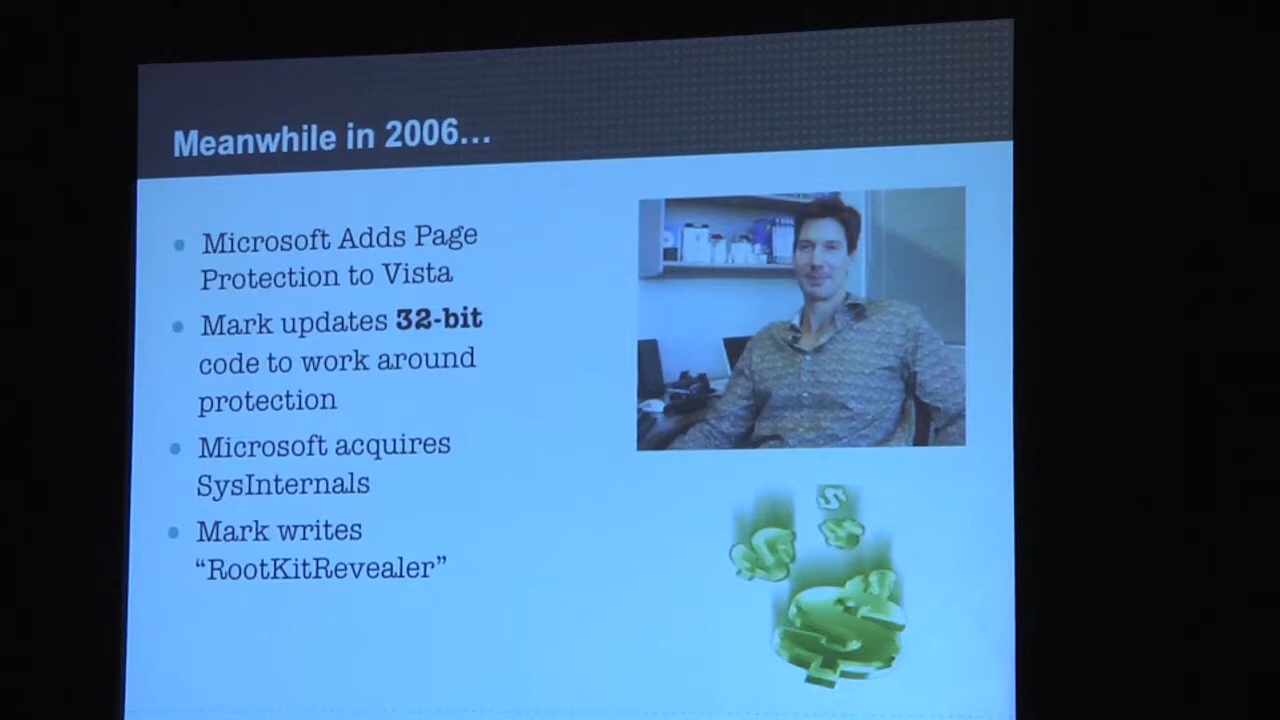 Meanwhile in 2006...
Microsoft Adds Page
Protection to Vista
Mark updates 32-bit
code to work around
protection
Microsoft acquires
SysInternals
Mark writes
“RootKitRevealer”